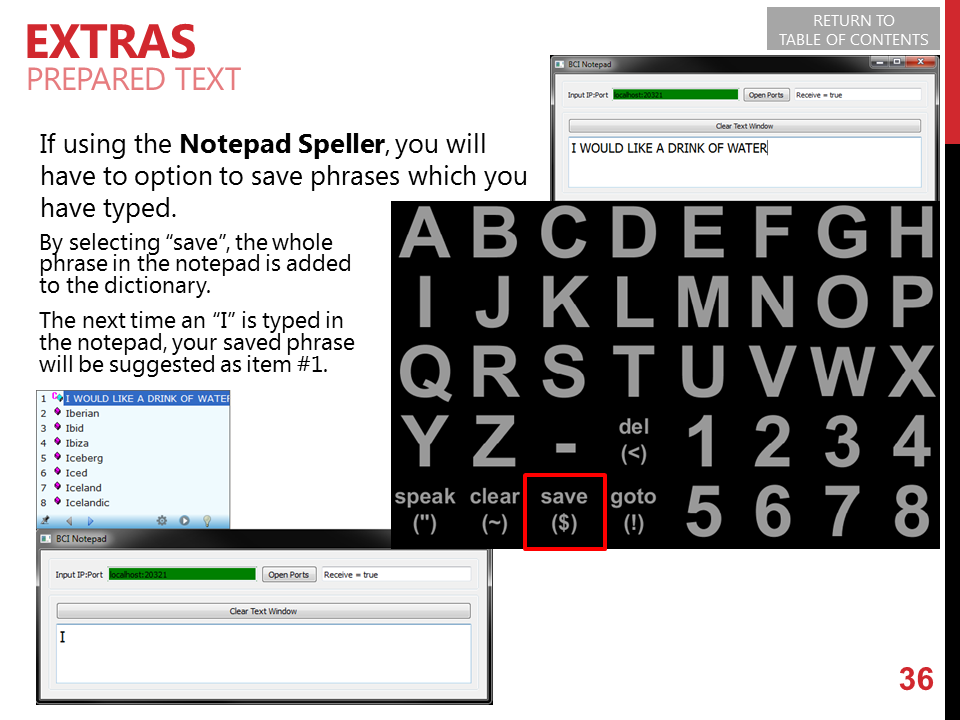 EXTRAS
PREPARED TEXT
RETURN TO
TABLE OF CONTENTS
If using the Notepad Speller, you will
have to option to save phrases which you
have typed.
By selecting “save”, the whole
phrase in the notepad is added
to the dictionary.
The next time an “I” is typed in
the notepad, your saved phrase
will be suggested as item #1.
BCI Notepad
Input IP:Port localhost:20321 Open Ports Receive = true
Clear Text Window
I WOULD LIKE A DRINK OF WATER
A B C D E F G H
I J K L M N O P
Q R S T U V W X
Y Z - del (<) 1 2 3 4
speak (") clear (~) save ($) goto (!) 5 6 7 8
1 I WOULD LIKE A DRINK OF WATER
2 Iberian
3 Ibid
4 Ibiza
5 Iceberg
6 Iced
7 Iceland
8 Icelandic
BCI Notepad
Input IP:Port localhost:20321 Open Ports Receive = true
Clear Text Window
I
36